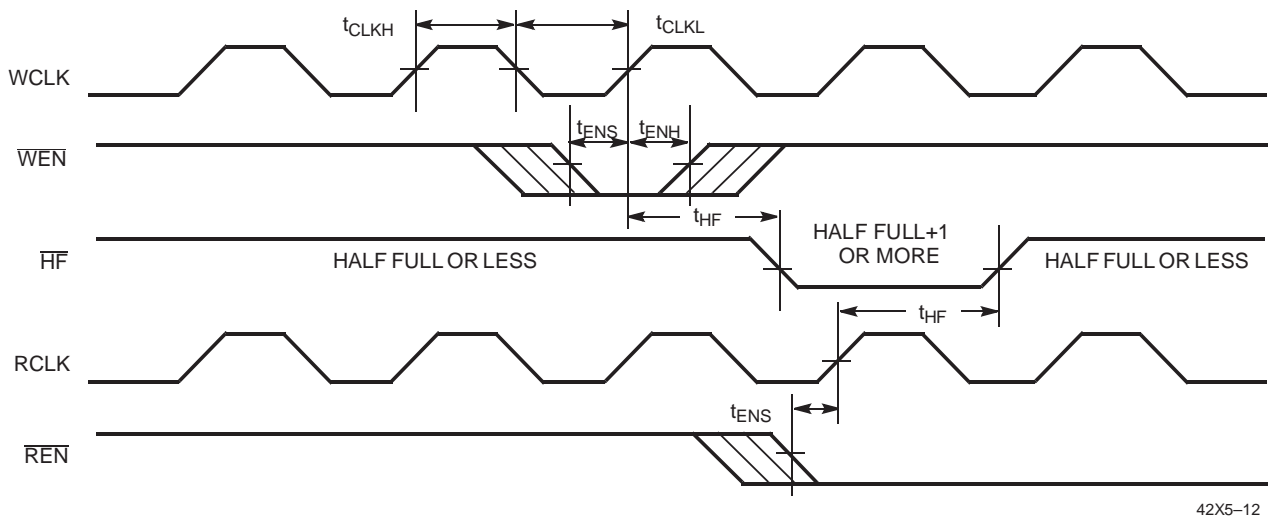 tCLKH
tCLKL
WCLK
tENS
tENH
WEN
tHF
HALF FULL+1
OR MORE
HF
HALF FULL OR LESS
HALF FULL OR LESS
tHF
RCLK
tENS
REN
42X5–12